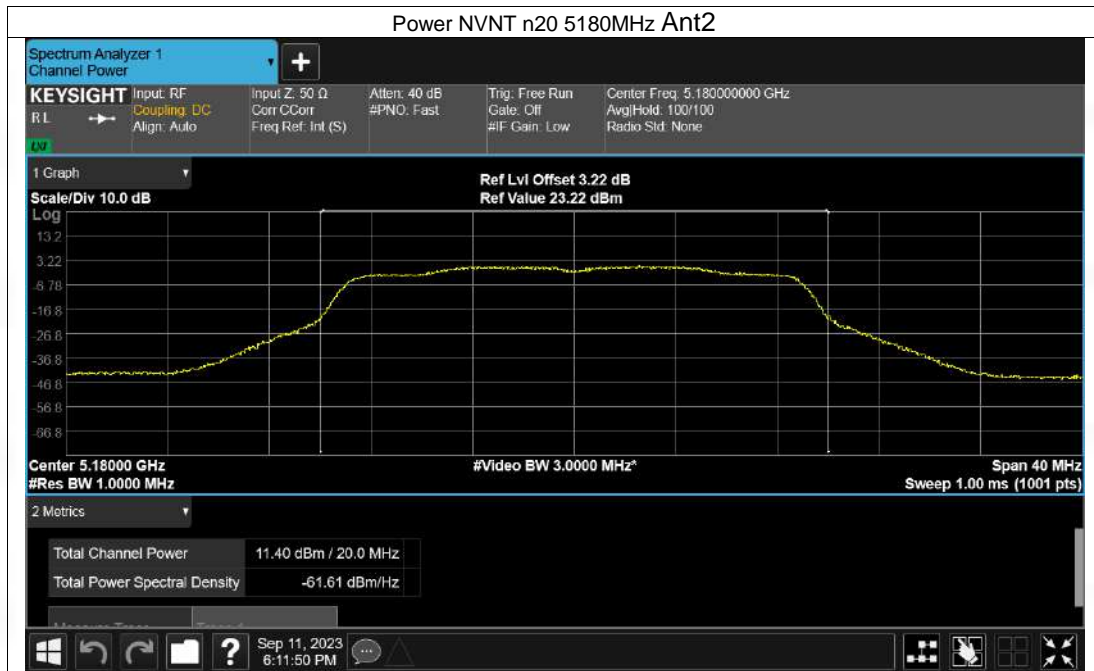 Power NVNT n20 5180MHz Ant2
Spectrum Analyzer 1
Channel Power
KEYSIGHT
R L
LXI
Input: RF
Coupling: DC
Align: Auto
Input Z: 50 Ω
Corr CCorr
Freq Ref: Int (S)
Atten: 40 dB
#PNO: Fast
Trig: Free Run
Gate: Off
#IF Gain: Low
Center Freq: 5.180000000 GHz
Avg|Hold: 100/100
Radio Std: None
1 Graph
Scale/Div 10.0 dB
Ref Lvl Offset 3.22 dB
Ref Value 23.22 dBm
Log
13.2
3.22
-6.78
-16.8
-26.8
-36.8
-46.8
-56.8
-66.8
Center 5.18000 GHz
#Video BW 3.0000 MHz*
Span 40 MHz
#Res BW 1.0000 MHz
Sweep 1.00 ms (1001 pts)
2 Metrics
Total Channel Power 11.40 dBm / 20.0 MHz
Total Power Spectral Density -61.61 dBm/Hz
?
Sep 11, 2023
6:11:50 PM